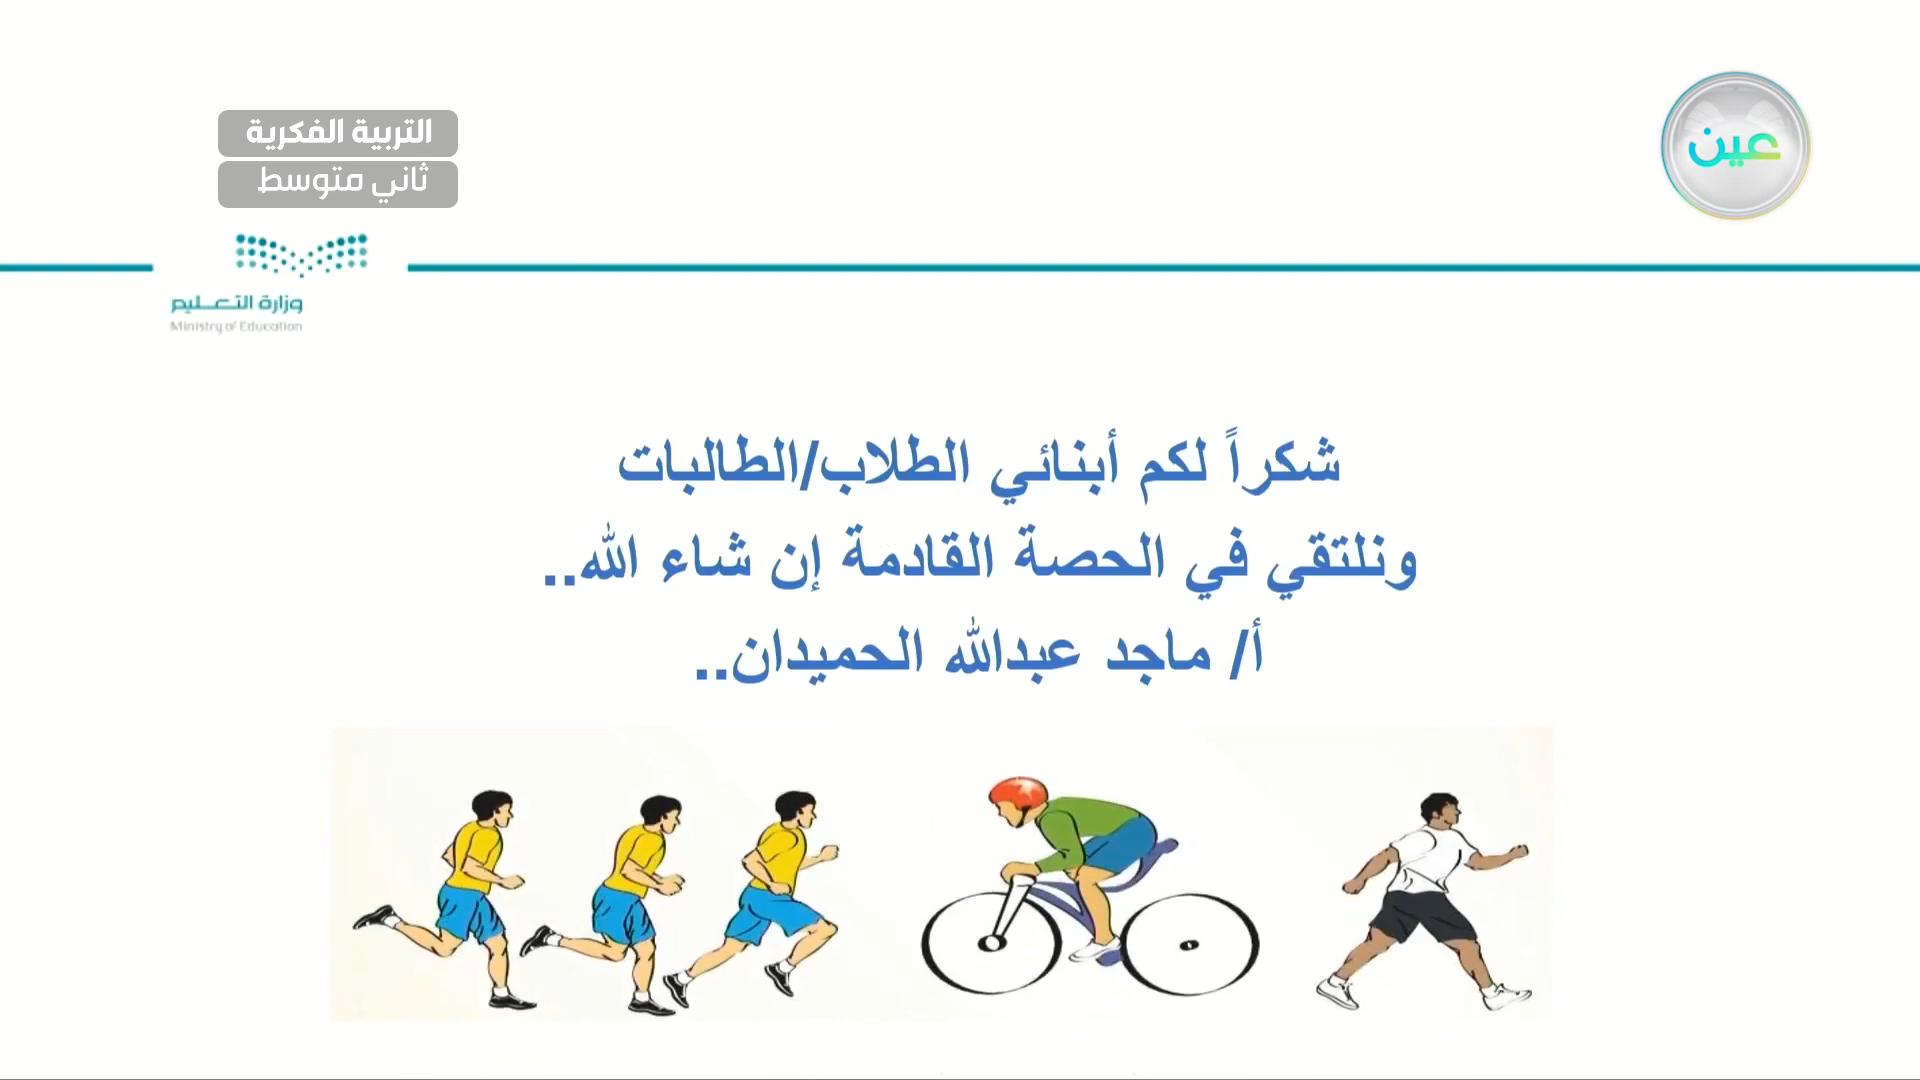 التربية الفكرية
ثاني متوسط
عين
وزارة التعليم
Ministry of Education
شكراً لكم أبنائي الطلاب/الطالبات
ونلتقي في الحصة القادمة إن شاء الله..
أ/ ماجد عبدالله الحميدان..